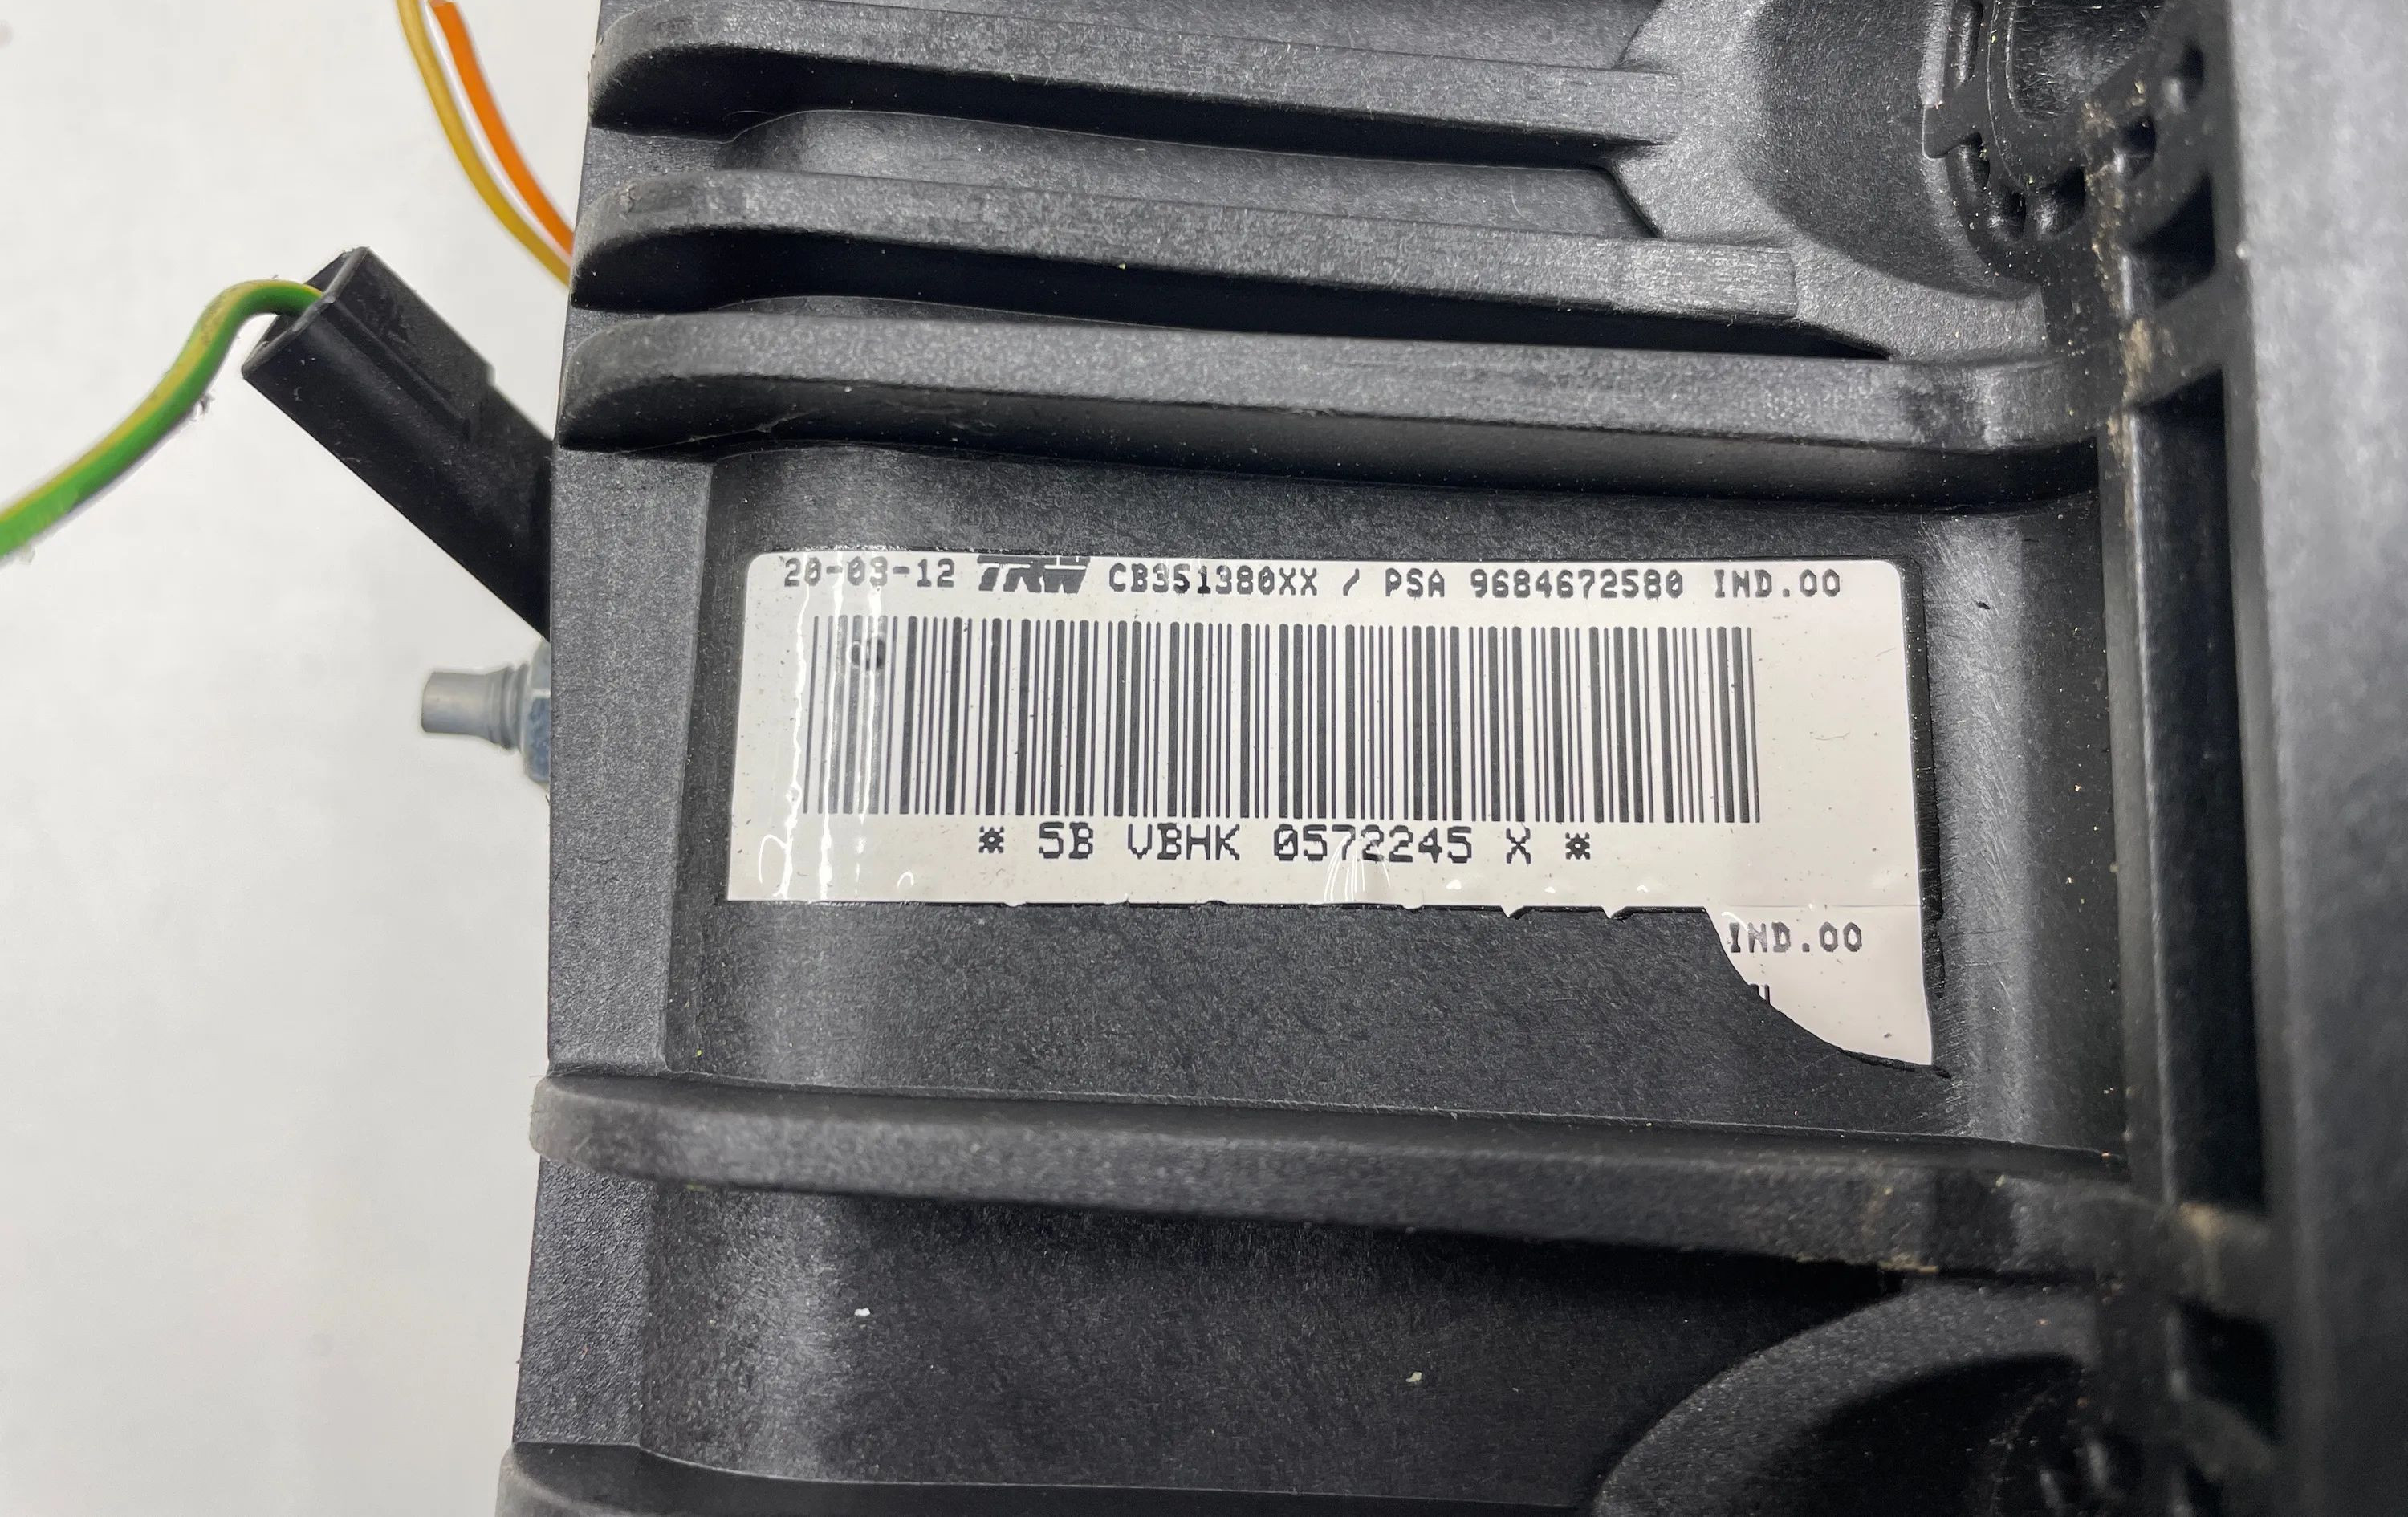 20-03-12 TRW CB351380XX / PSA 9684672580 IND.00
* 5B VBHK 0572245 X *
IND.00